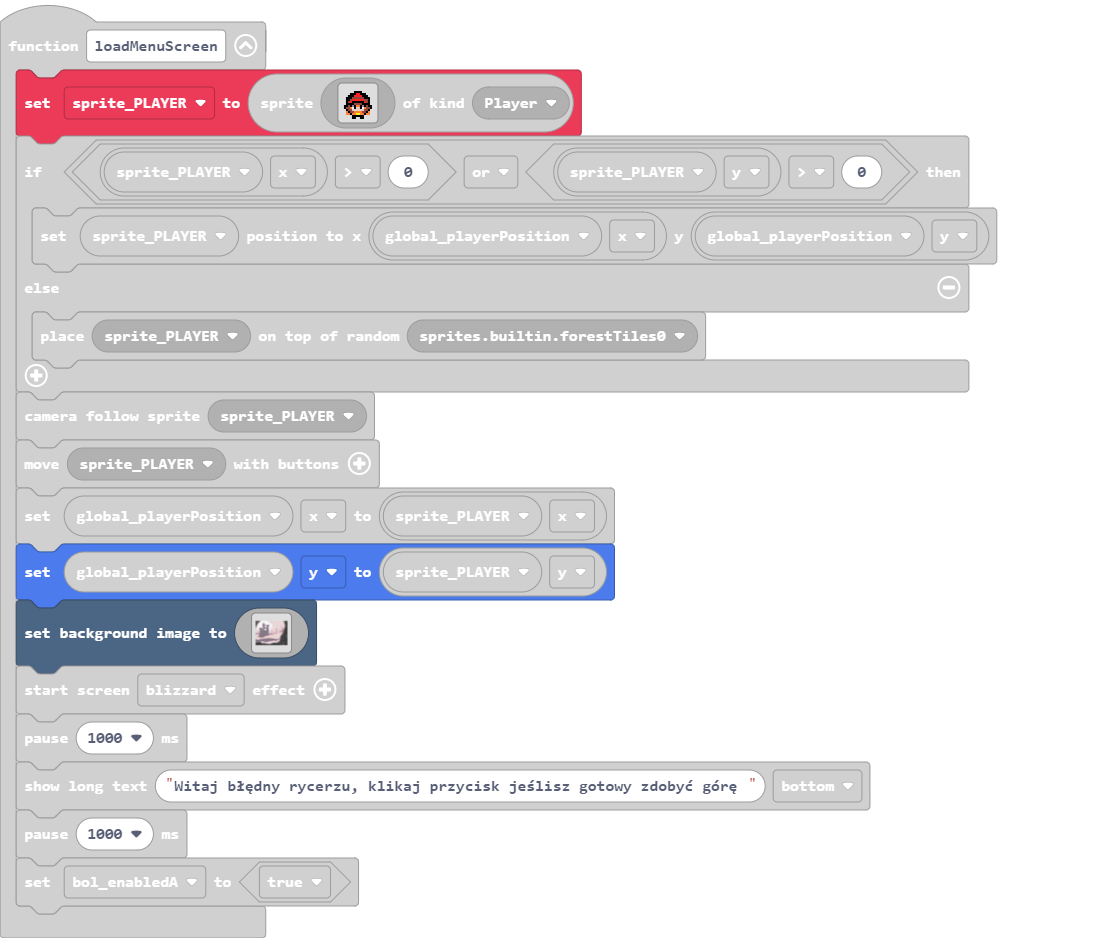 function loadMenuScreen
set sprite_PLAYER to sprite of kind Player
if sprite_PLAYER x > 0 or sprite_PLAYER y > 0 then
set sprite_PLAYER position to x global_playerPosition x y global_playerPosition y
else
place sprite_PLAYER on top of random sprites.builtin.forestTiles0
camera follow sprite sprite_PLAYER
move sprite_PLAYER with buttons
set global_playerPosition x to sprite_PLAYER x
set global_playerPosition y to sprite_PLAYER y
set background image to
start screen blizzard effect
pause 1000 ms
show long text "Witaj błędny rycerzu, klikaj przycisk jeślisz gotowy zdobyć górę " bottom
pause 1000 ms
set bol_enabledA to true